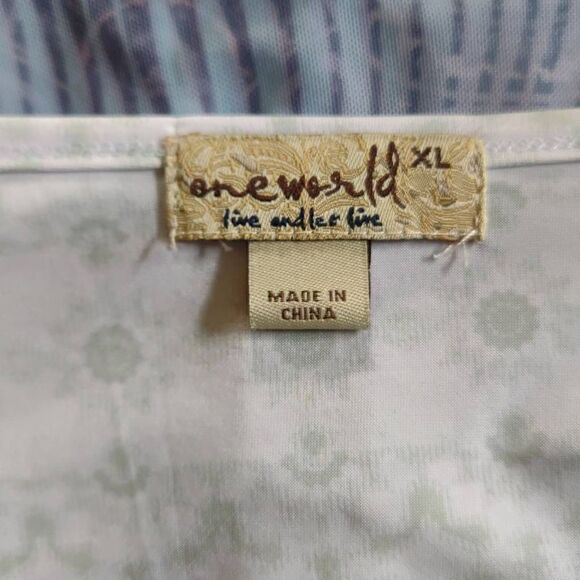 oneworld XL
live and let live
MADE IN
CHINA